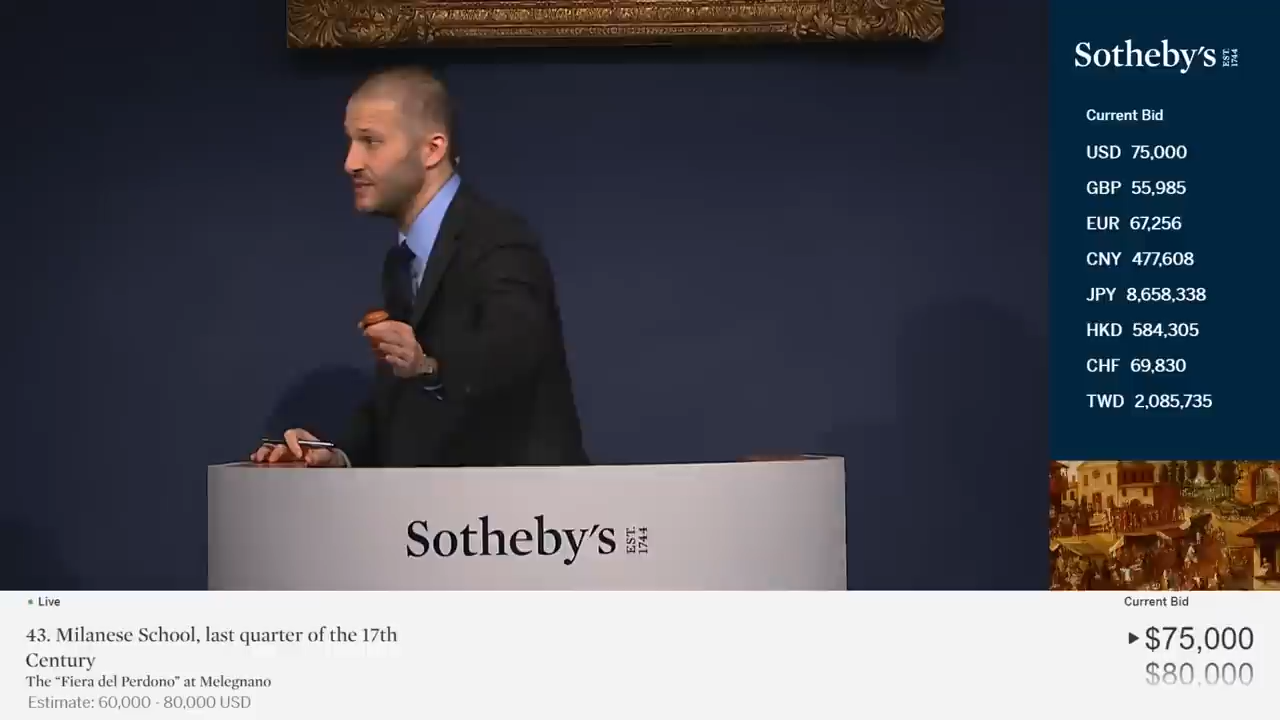 Sotheby's EST. 1744
Current Bid
USD 75,000
GBP 55,985
EUR 67,256
CNY 477,608
JPY 8,658,338
HKD 584,305
CHF 69,830
TWD 2,085,735
Sotheby's EST. 1744
Live
43. Milanese School, last quarter of the 17th
Century
The “Fiera del Perdono” at Melegnano
Estimate: 60,000 - 80,000 USD
Current Bid
$75,000
$80,000